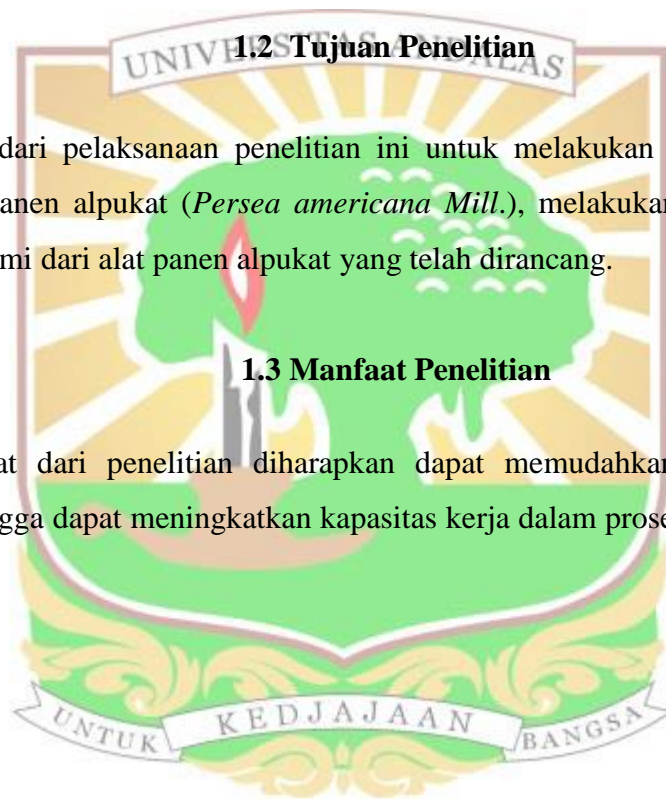 UNIVERSITAS ANDALAS
1.2 Tujuan Penelitian
dari pelaksanaan penelitian ini untuk melakukan
anen alpukat (Persea americana Mill.), melakukan
mi dari alat panen alpukat yang telah dirancang.
1.3 Manfaat Penelitian
at dari penelitian diharapkan dapat memudahkan
gga dapat meningkatkan kapasitas kerja dalam prose
UNTUK KEDJAJAAN BANGSA